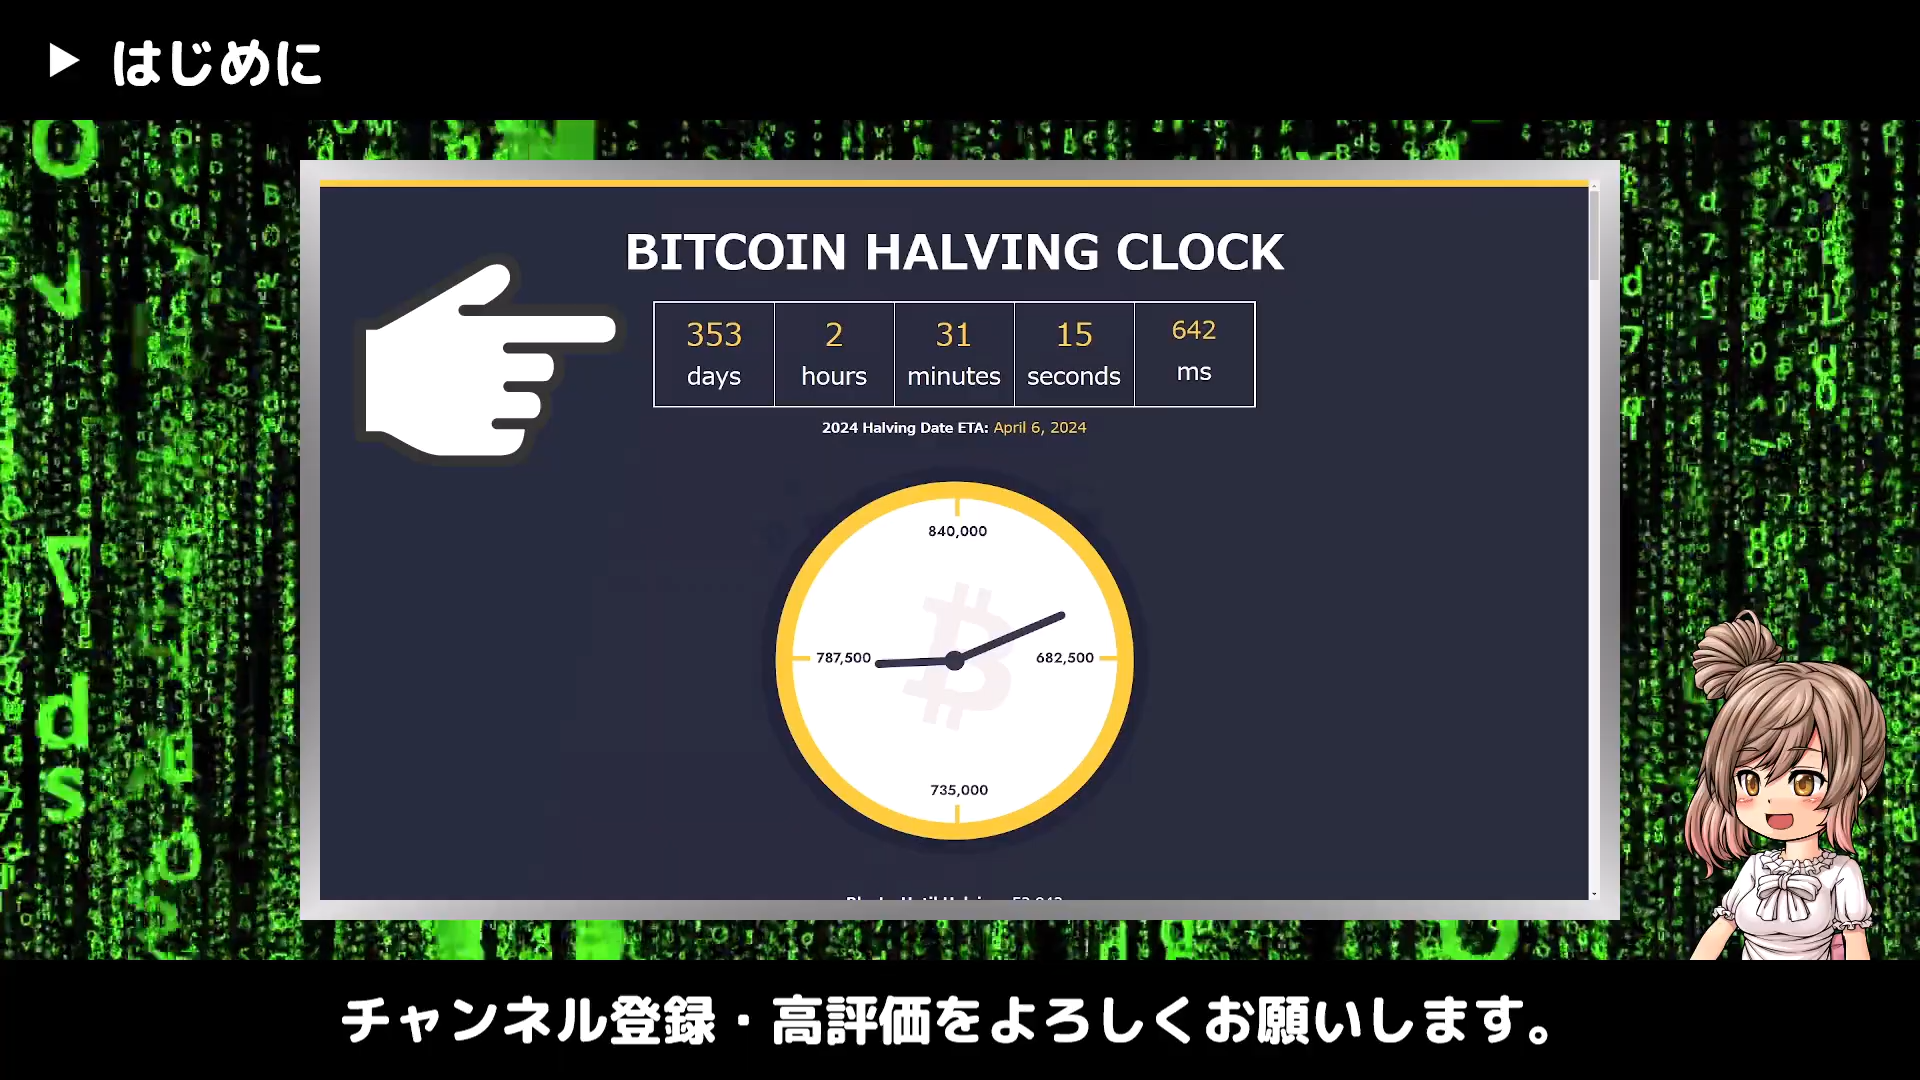 はじめに
BITCOIN HALVING CLOCK
353 2 31 15 642
days hours minutes seconds ms
2024 Halving Date ETA: April 6, 2024
840,000
787,500 682,500
735,000
チャンネル登録・高評価をよろしくお願いします。